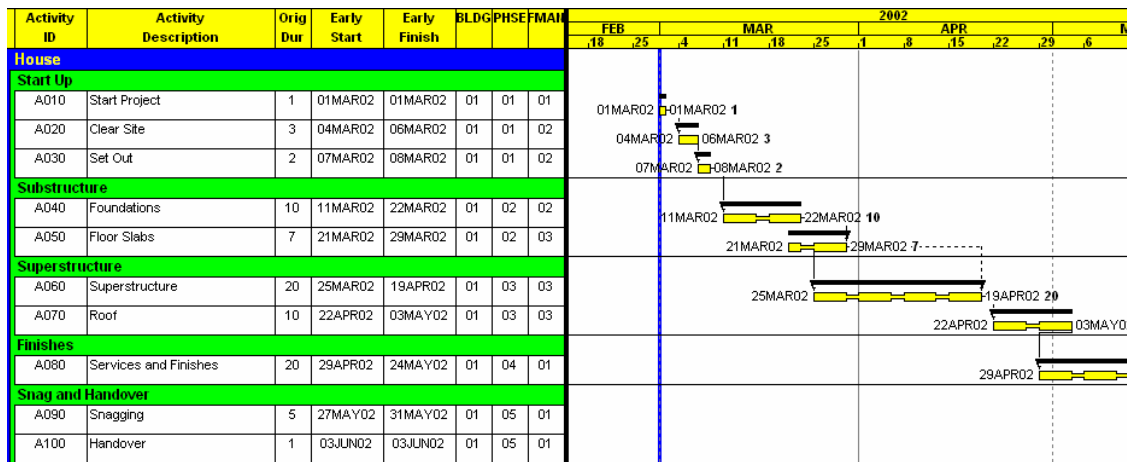 Activity ID Activity Description Orig Dur Early Start Early Finish BLDG PHSE FMAN
2002
FEB MAR APR M
18 25 4 11 18 25 1 8 15 22 29 6
House
Start Up
A010 Start Project 1 01MAR02 01MAR02 01 01 01 01MAR02 01MAR02 1
A020 Clear Site 3 04MAR02 06MAR02 01 01 02 04MAR02 06MAR02 3
A030 Set Out 2 07MAR02 08MAR02 01 01 02 07MAR02 08MAR02 2
Substructure
A040 Foundations 10 11MAR02 22MAR02 01 02 02 11MAR02 22MAR02 10
A050 Floor Slabs 7 21MAR02 29MAR02 01 02 03 21MAR02 29MAR02 7
Superstructure
A060 Superstructure 20 25MAR02 19APR02 01 03 03 25MAR02 19APR02 20
A070 Roof 10 22APR02 03MAY02 01 03 03 22APR02 03MAY0
Finishes
A080 Services and Finishes 20 29APR02 24MAY02 01 04 01 29APR02
Snag and Handover
A090 Snagging 5 27MAY02 31MAY02 01 05 01
A100 Handover 1 03JUN02 03JUN02 01 05 01